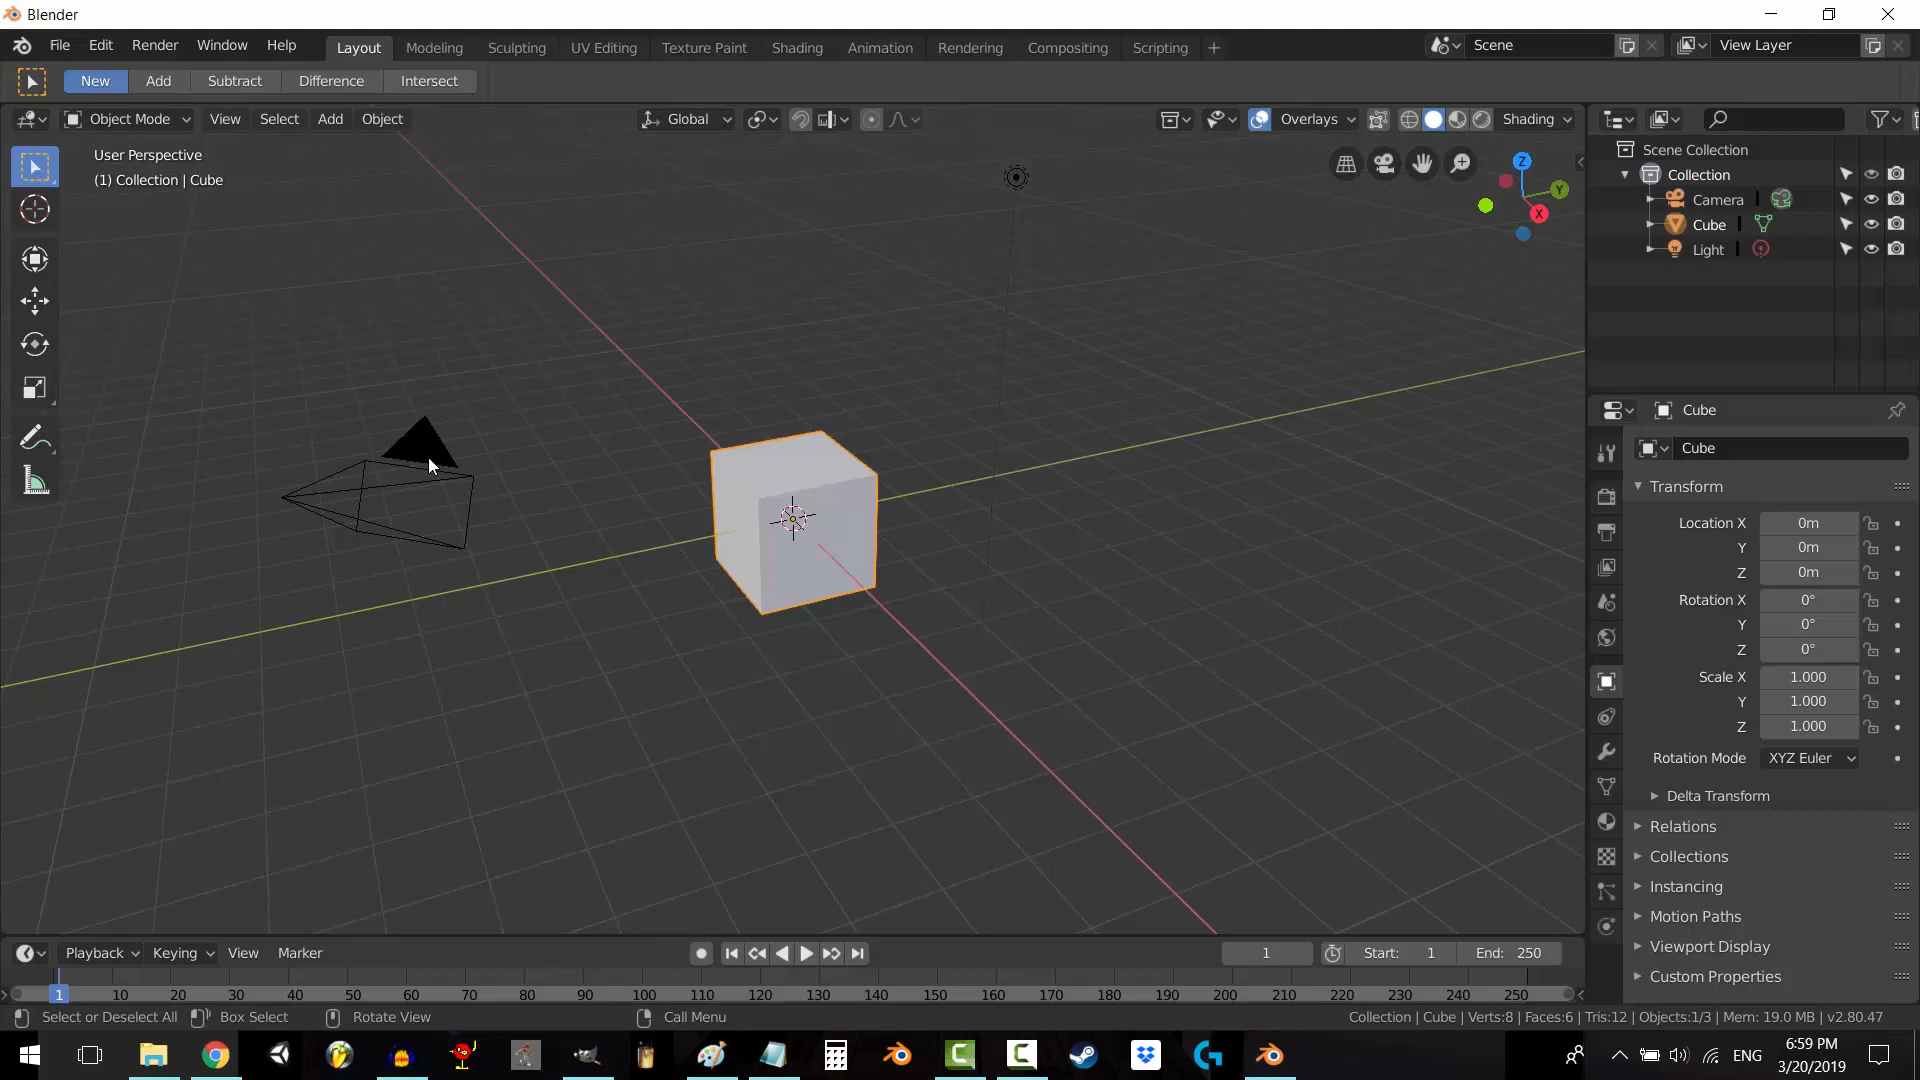 Blender
File Edit Render Window Help Layout Modeling Sculpting UV Editing Texture Paint Shading Animation Rendering Compositing Scripting + Scene View Layer
New Add Subtract Difference Intersect
Object Mode View Select Add Object Global Overlays Shading
User Perspective
(1) Collection | Cube
Z
Y
X
Scene Collection
Collection
Camera
Cube
Light
Cube
Cube
Transform
Location X 0m
Y 0m
Z 0m
Rotation X 0°
Y 0°
Z 0°
Scale X 1.000
Y 1.000
Z 1.000
Rotation Mode XYZ Euler
Delta Transform
Relations
Collections
Instancing
Motion Paths
Viewport Display
Custom Properties
Playback Keying View Marker 1 Start: 1 End: 250
1 10 20 30 40 50 60 70 80 90 100 110 120 130 140 150 160 170 180 190 200 210 220 230 240 250
Select or Deselect All Box Select Rotate View Call Menu Collection | Cube | Verts:8 | Faces:6 | Tris:12 | Objects:1/3 | Mem: 19.0 MB | v2.80.47
ENG
6:59 PM
3/20/2019